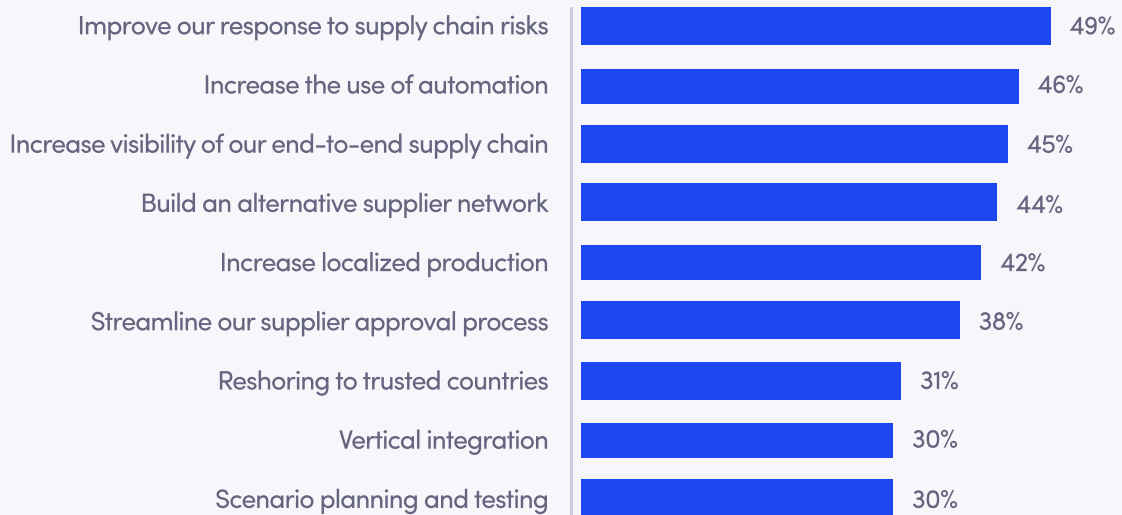 Improve our response to supply chain risks 49%
Increase the use of automation 46%
Increase visibility of our end-to-end supply chain 45%
Build an alternative supplier network 44%
Increase localized production 42%
Streamline our supplier approval process 38%
Reshoring to trusted countries 31%
Vertical integration 30%
Scenario planning and testing 30%